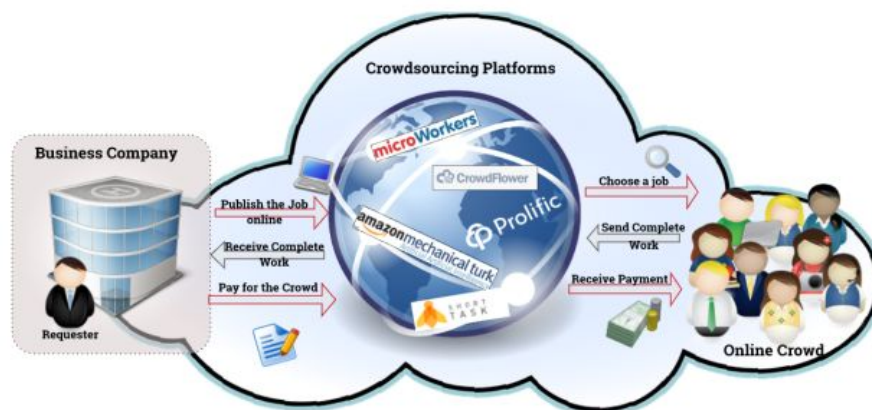 Crowdsourcing Platforms
Business Company
microWorkers
CrowdFlower
Prolific
amazonmechanical turk
SHORT
TASK
Publish the Job
online
Receive Complete
Work
Pay for the Crowd
Requester
Choose a job
Send Complete
Work
Receive Payment
Online Crowd